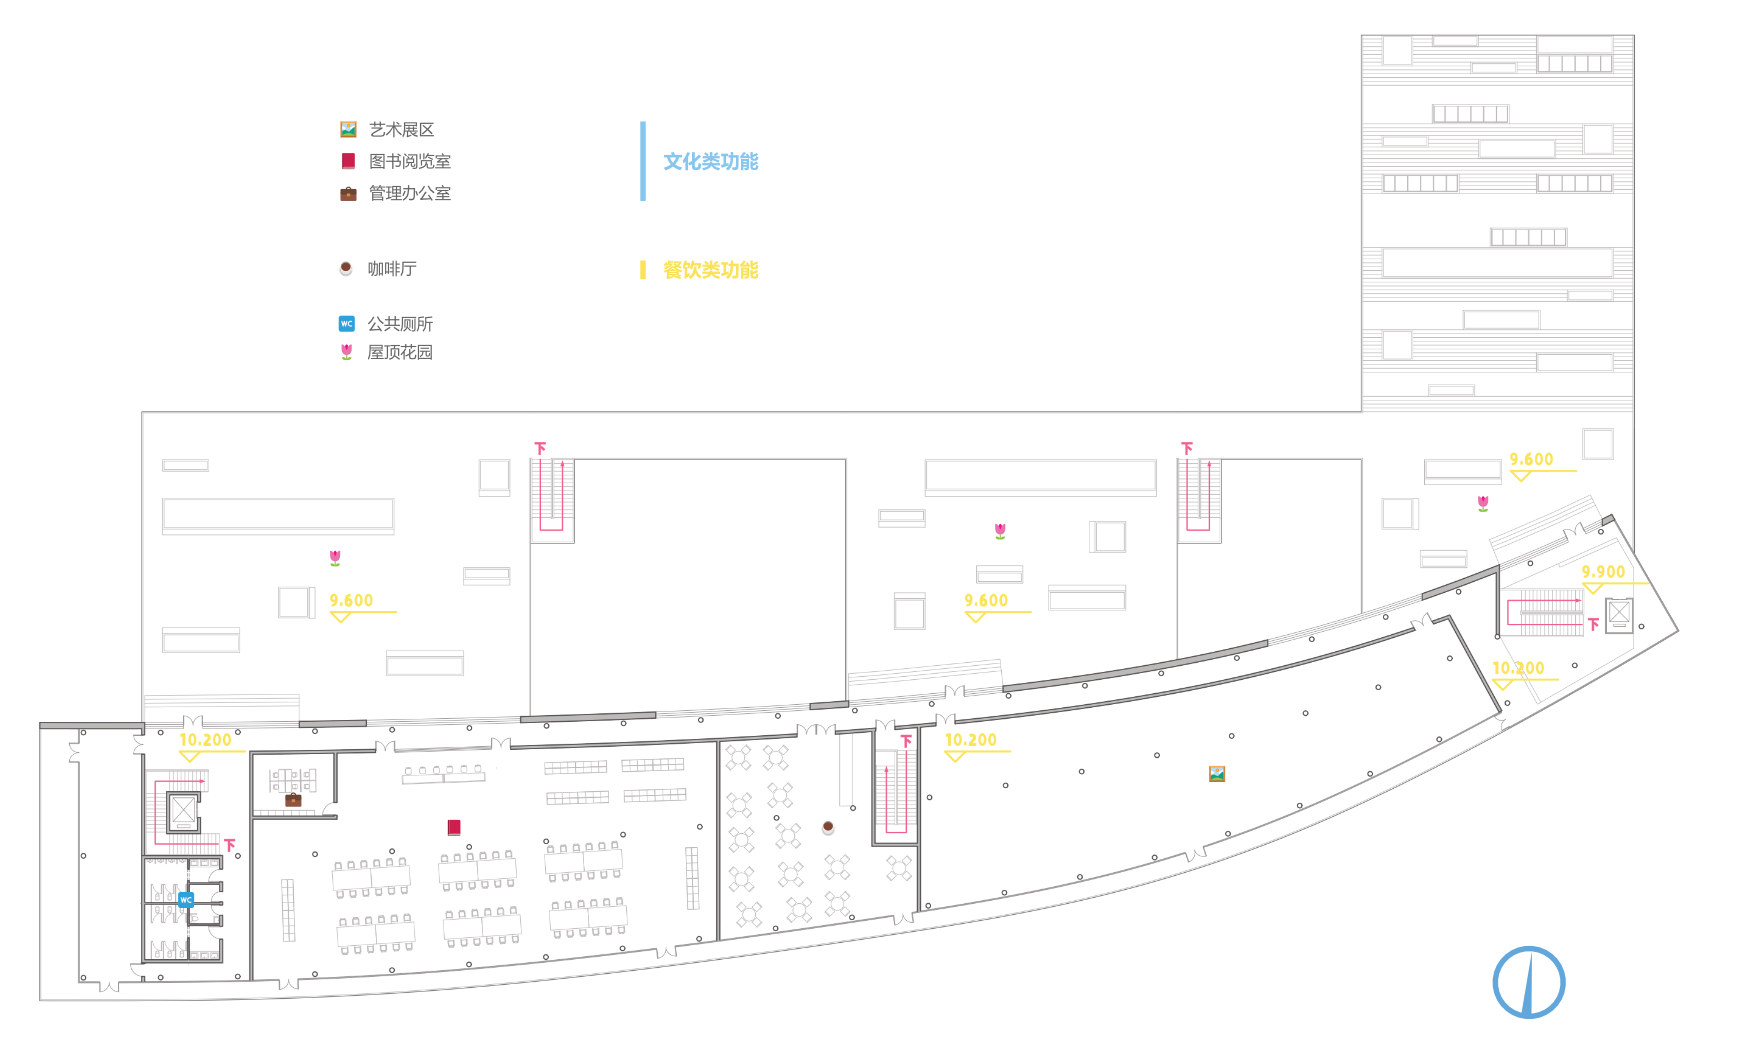 艺术展区
图书阅览室
文化类功能
管理办公室
咖啡厅
餐饮类功能
WC
公共厕所
屋顶花园
下
下
9.600
9.600
9.600
9.900
下
10.200
10.200
下
10.200
下
WC